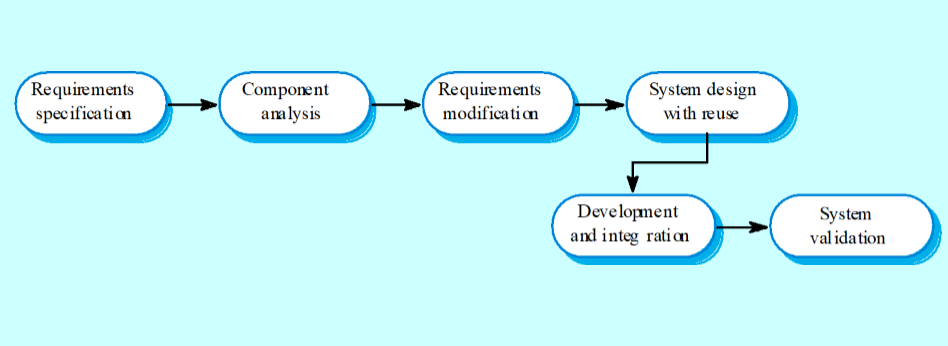 Requirements
specification
Component
analysis
Requirements
modification
System design
with reuse
Development
and integ ration
System
validation